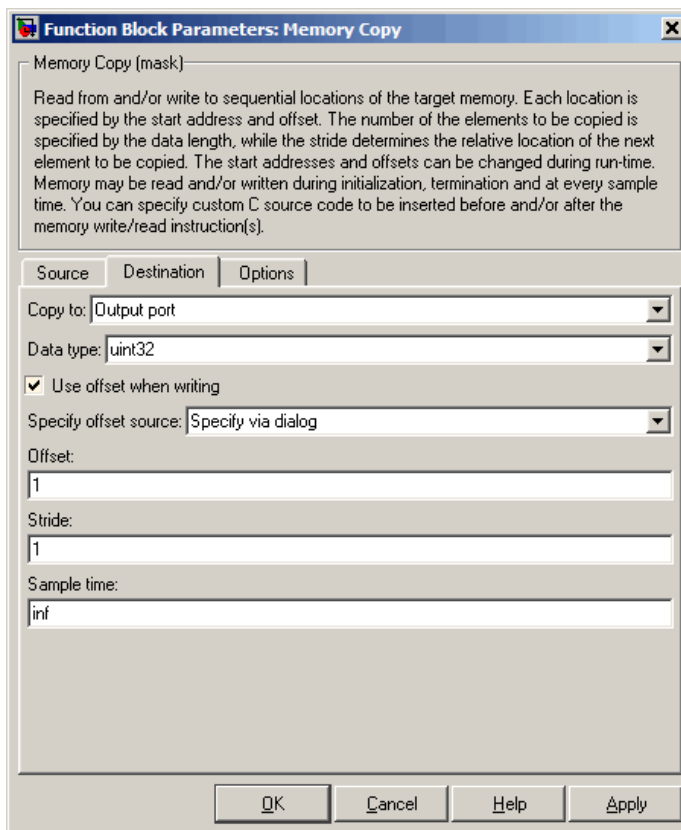 Function Block Parameters: Memory Copy
Memory Copy (mask)
Read from and/or write to sequential locations of the target memory. Each location is
specified by the start address and offset. The number of the elements to be copied is
specified by the data length, while the stride determines the relative location of the next
element to be copied. The start addresses and offsets can be changed during run-time.
Memory may be read and/or written during initialization, termination and at every sample
time. You can specify custom C source code to be inserted before and/or after the
memory write/read instruction(s).
Source Destination Options
Copy to: Output port
Data type: uint32
Use offset when writing
Specify offset source: Specify via dialog
Offset:
1
Stride:
1
Sample time:
inf
OK Cancel Help Apply